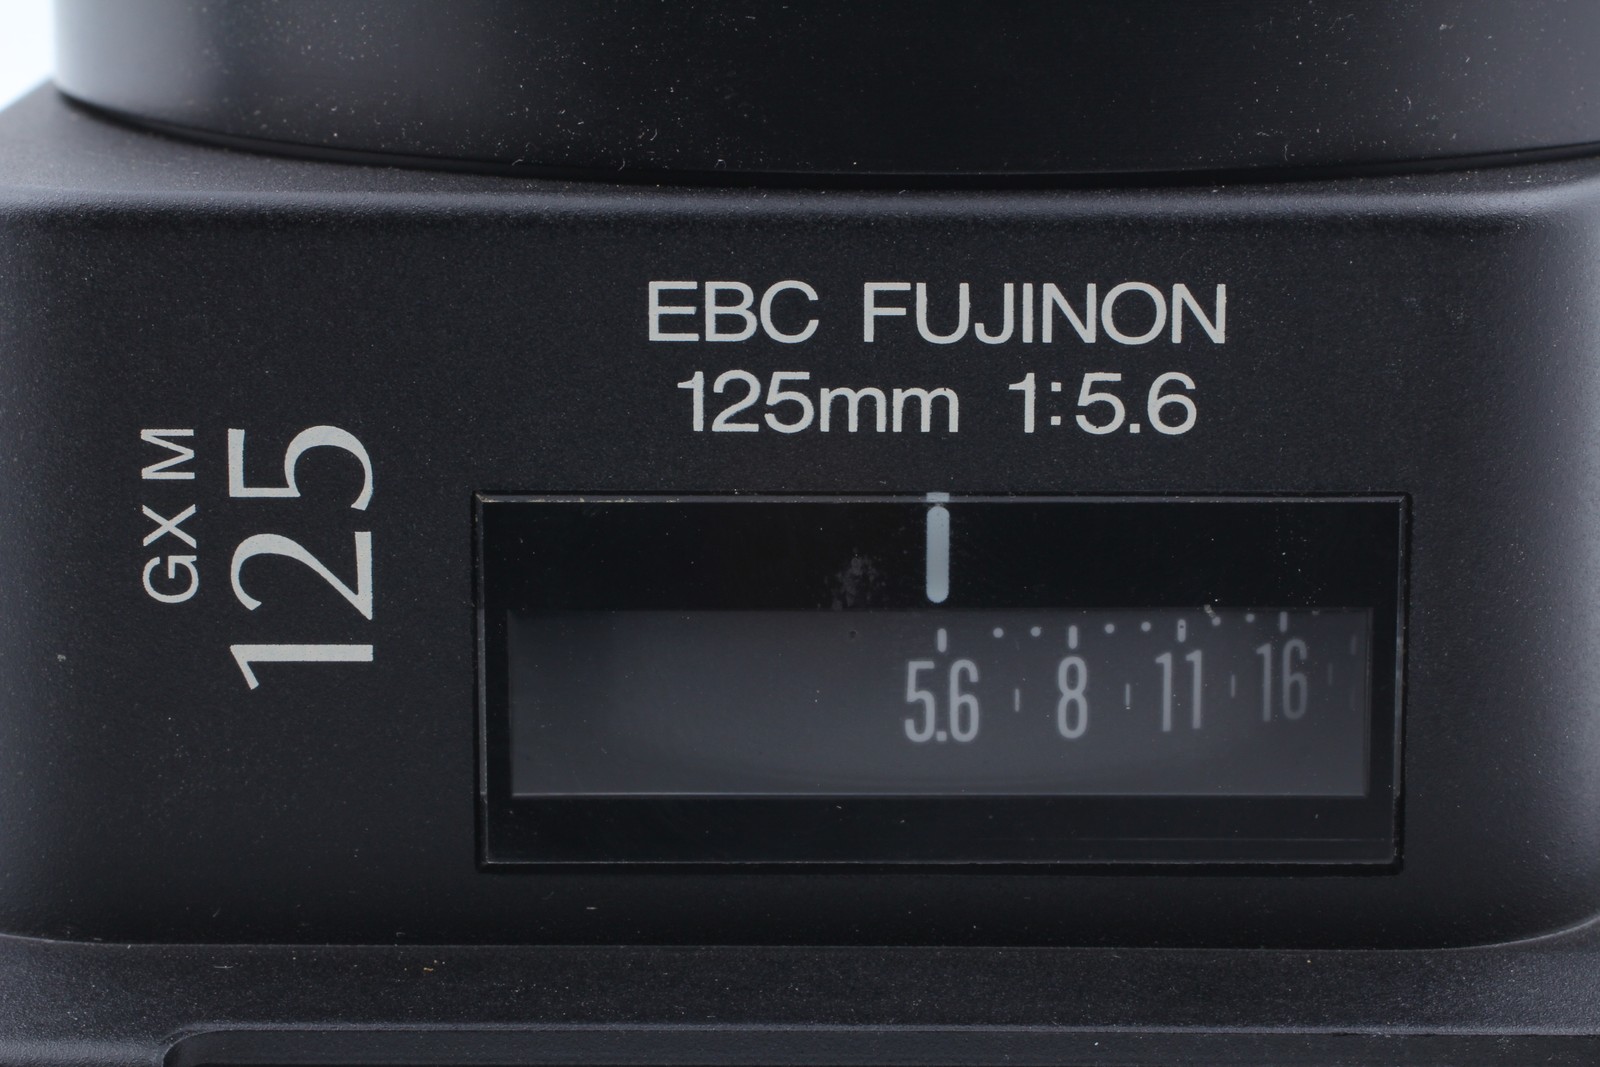 EBC FUJINON
125mm 1:5.6
GX M
125
5.6 8 11 16